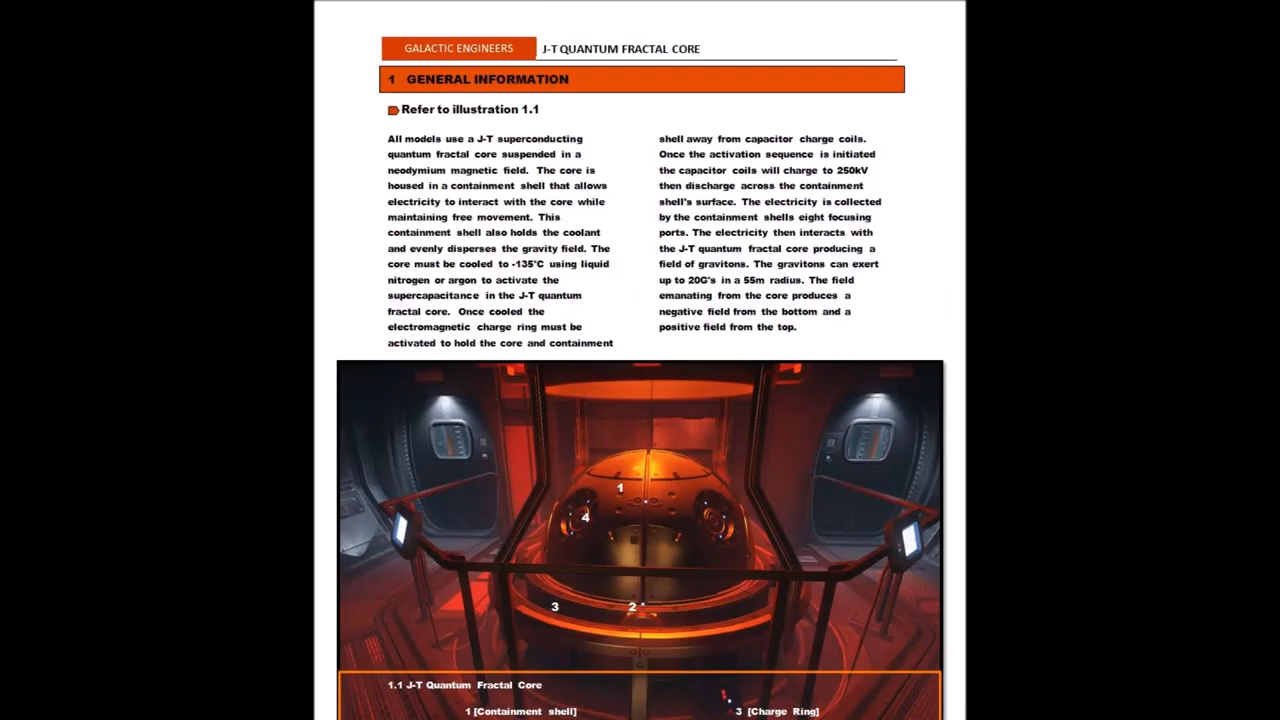 GALACTIC ENGINEERS J-T QUANTUM FRACTAL CORE
1 GENERAL INFORMATION
Refer to illustration 1.1
All models use a J-T superconducting
quantum fractal core suspended in a
neodymium magnetic field. The core is
housed in a containment shell that allows
electricity to interact with the core while
maintaining free movement. This
containment shell also holds the coolant
and evenly disperses the gravity field. The
core must be cooled to -135°C using liquid
nitrogen or argon to activate the
supercapacitance in the J-T quantum
fractal core. Once cooled the
electromagnetic charge ring must be
activated to hold the core and containment
shell away from capacitor charge coils.
Once the activation sequence is initiated
the capacitor coils will charge to 250kV
then discharge across the containment
shell's surface. The electricity is collected
by the containment shells eight focusing
ports. The electricity then interacts with
the J-T quantum fractal core producing a
field of gravitons. The gravitons can exert
up to 20G's in a 55m radius. The field
emanating from the core produces a
negative field from the bottom and a
positive field from the top.
1
4
3 2
1.1 J-T Quantum Fractal Core
1 [Containment shell] 3 [Charge Ring]